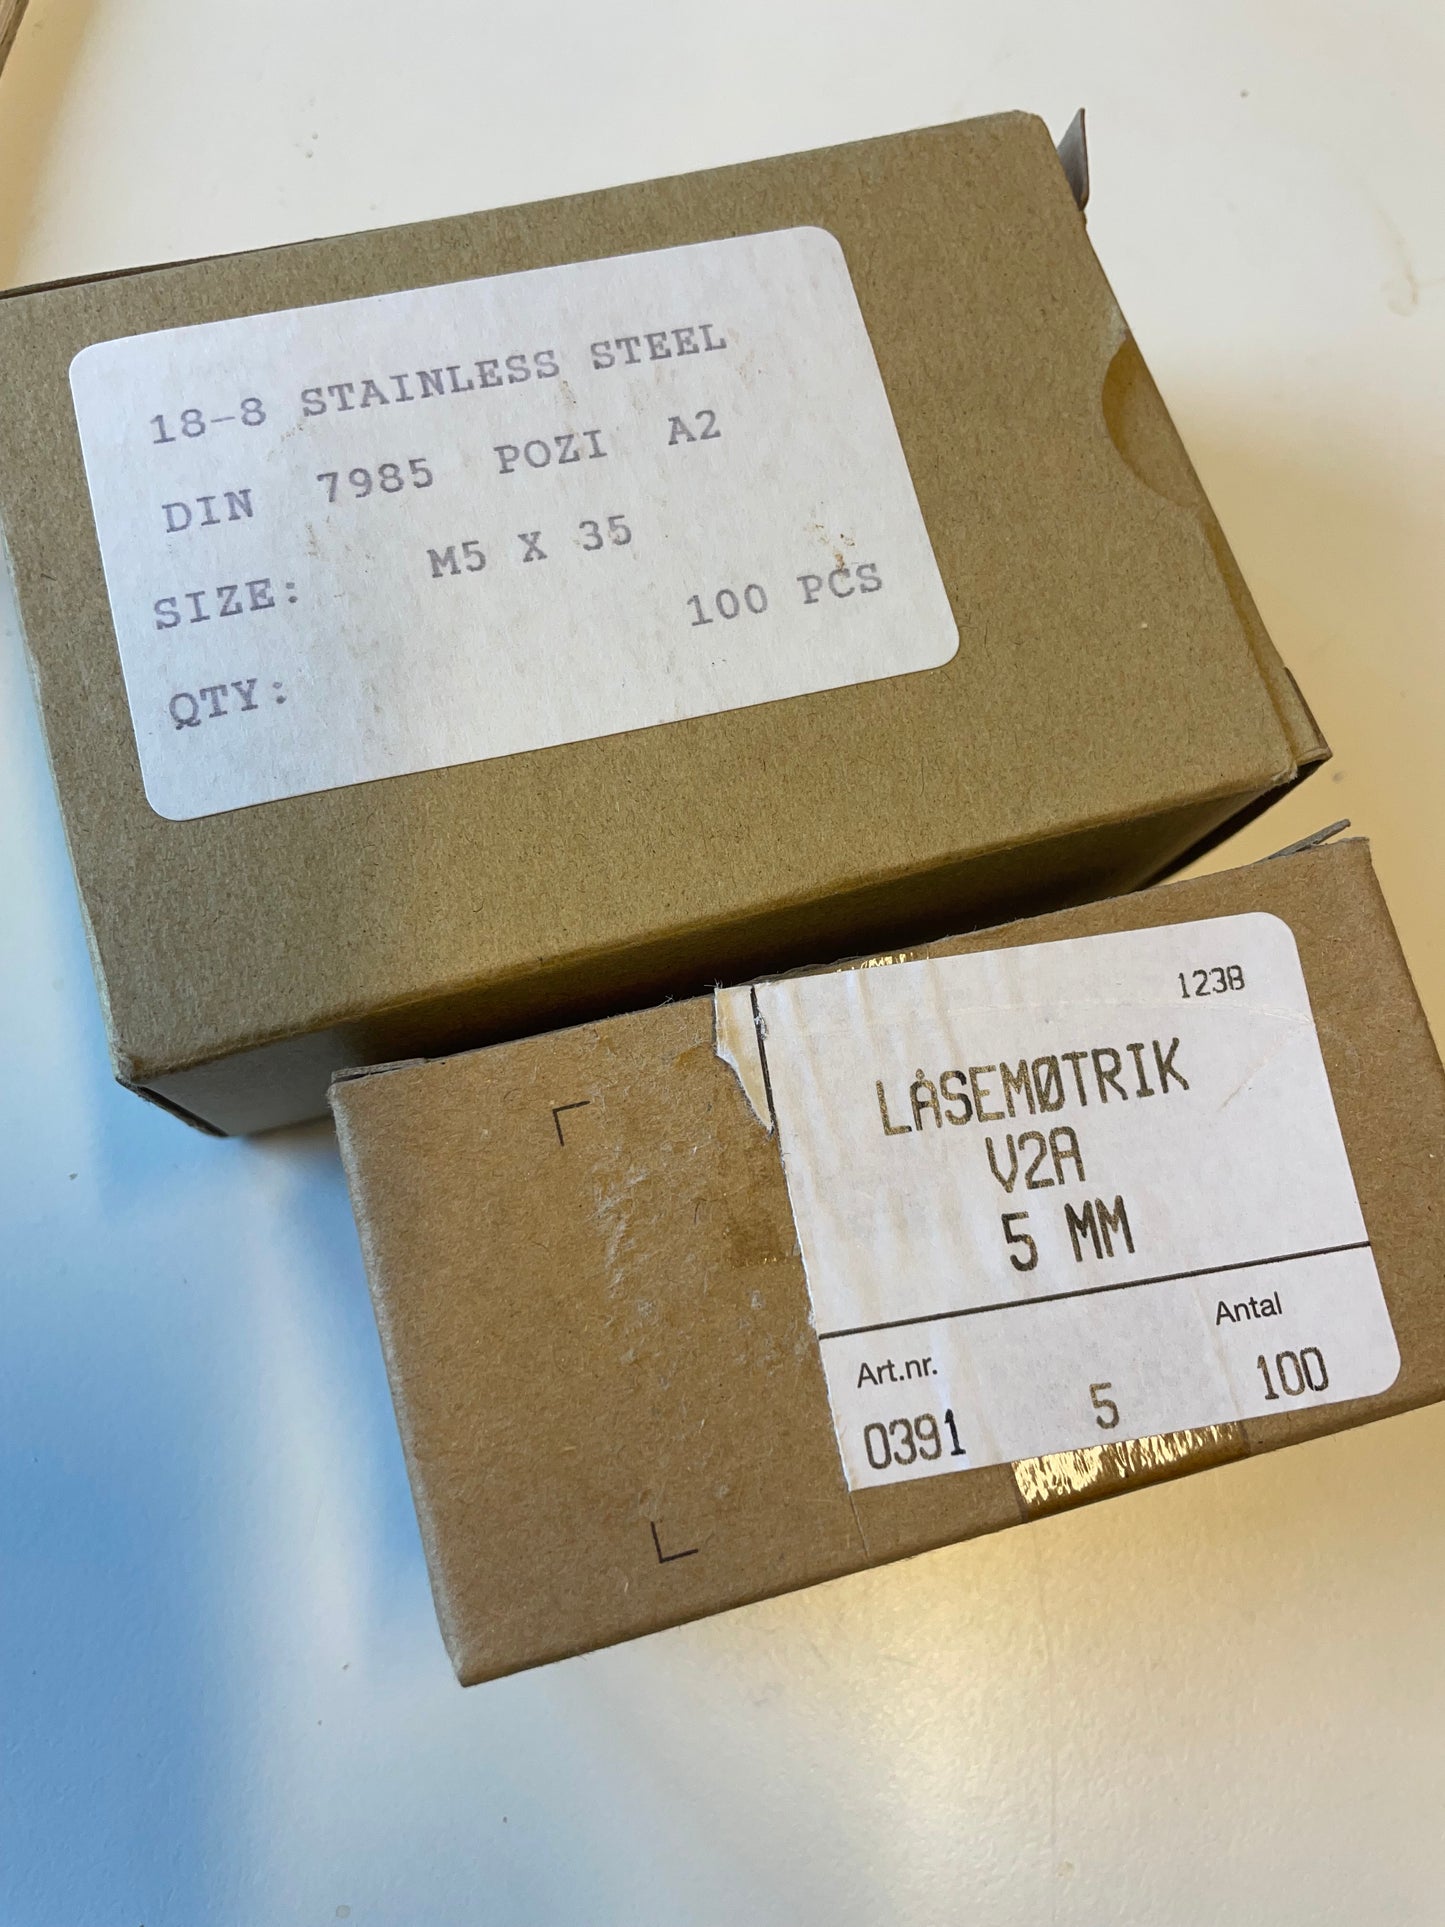 18-8 STAINLESS STEEL
DIN 7985 POZI A2
SIZE: M5 X 35
QTY: 100 PCS
1238
LÅSEMØTRIK
V2A
5 MM
Art.nr. Antal
0391 5 100